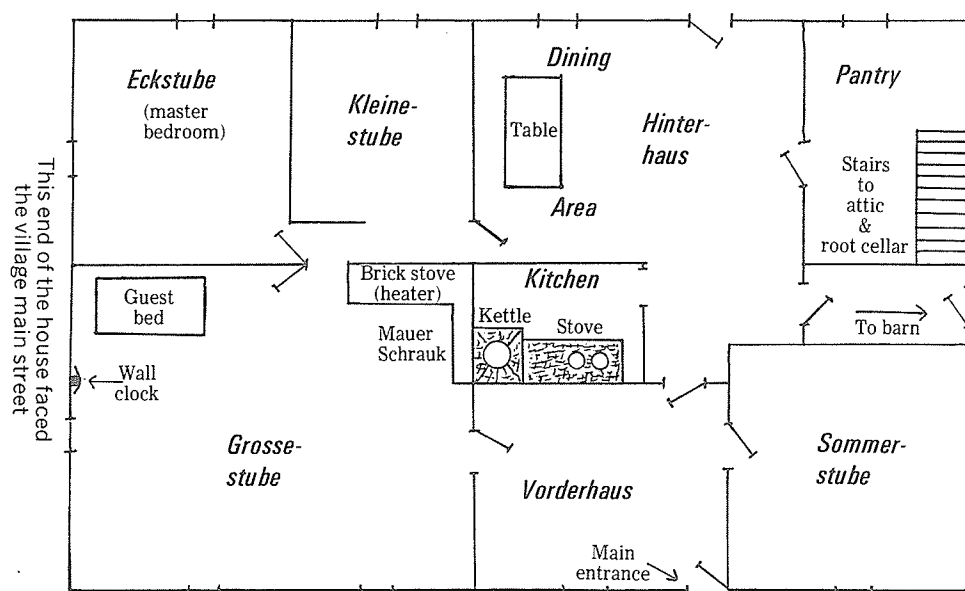 Eckstube
(master
bedroom)
Kleine-
stube
Dining
Table
Area
Hinter-
haus
Pantry
Stairs
to
attic
&
root cellar
This end of the house faced
the village main street
Guest
bed
Brick stove
(heater)
Kitchen
Kettle
Stove
Mauer
Schrauk
To barn
Wall
clock
Grosse-
stube
Vorderhaus
Sommer-
stube
Main
entrance